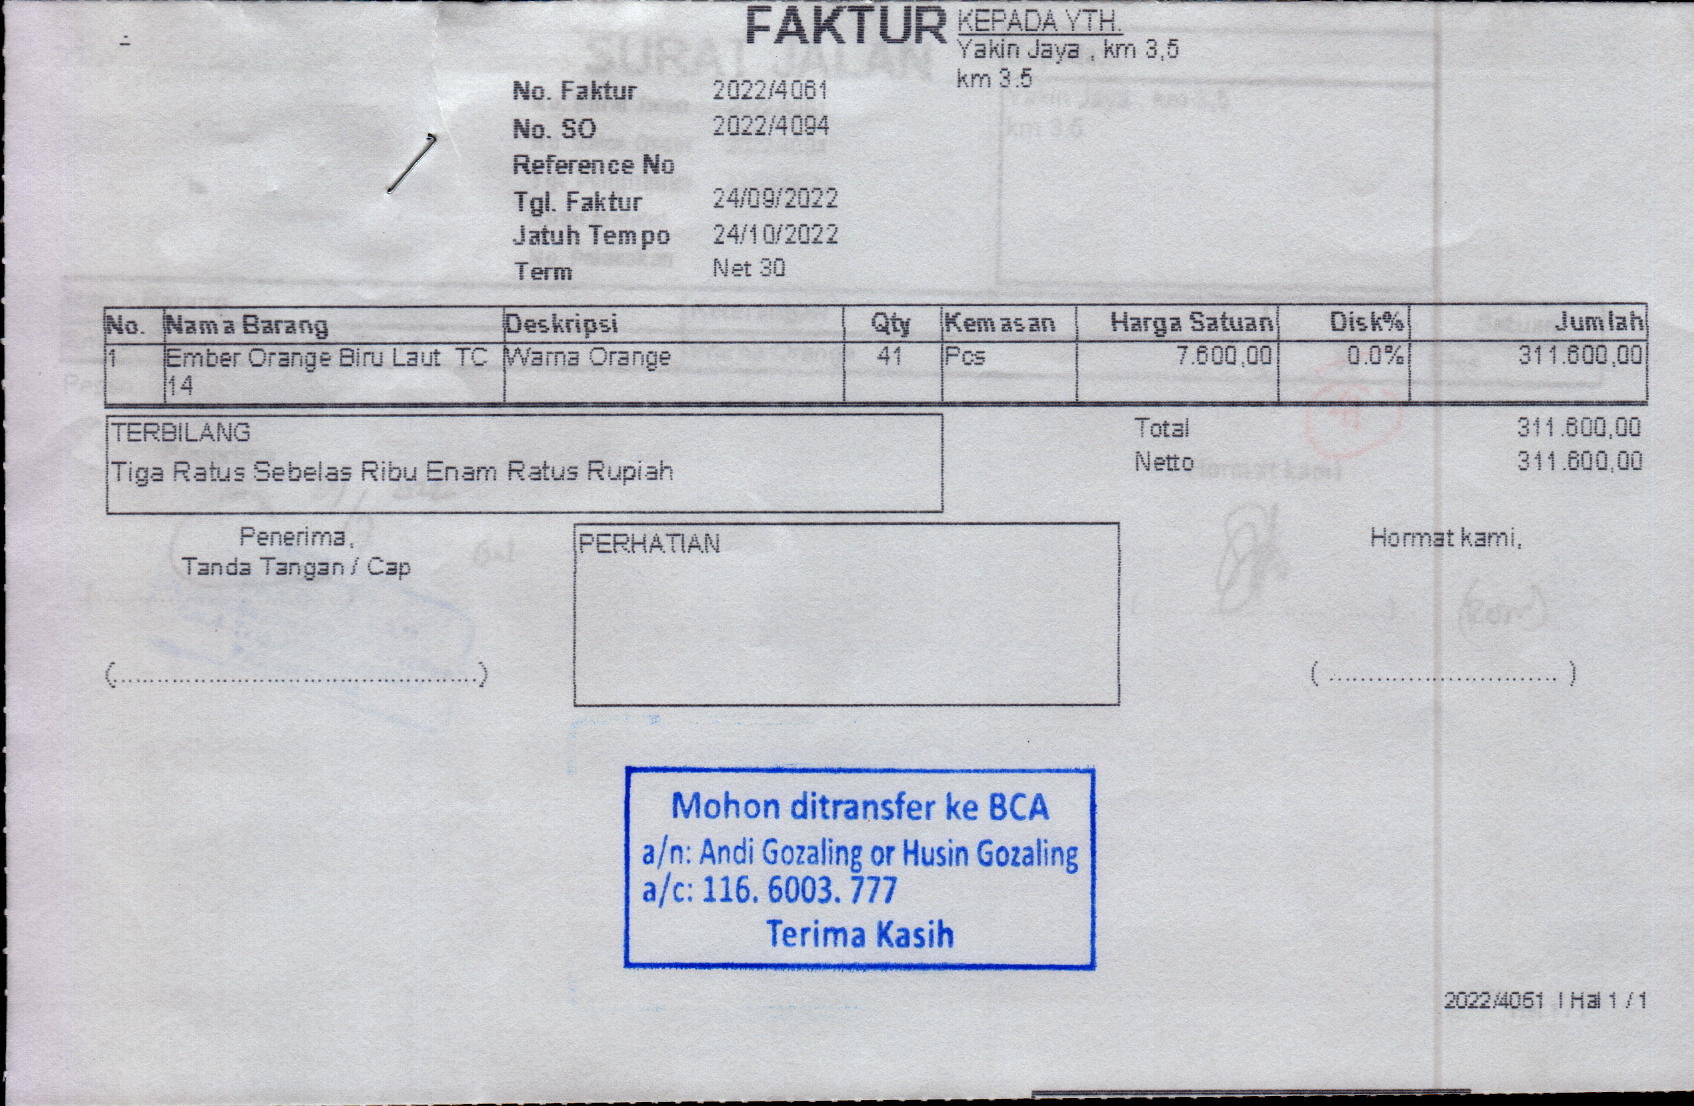 FAKTUR
KEPADA YTH.
Yakin Jaya , km 3,5
km 3.5
No. Faktur 2022/4061
No. SO 2022/4094
Reference No
Tgl. Faktur 24/09/2022
Jatuh Tempo 24/10/2022
Term Net 30
No. Nama Barang Deskripsi Qty Kemasan Harga Satuan Disk% Jumlah
1 Ember Orange Biru Laut TC Warna Orange 41 Pcs 7.600,00 0.0% 311.600,00
14
TERBILANG
Tiga Ratus Sebelas Ribu Enam Ratus Rupiah
Total 311.600,00
Netto 311.600,00
Penerima,
Tanda Tangan / Cap
PERHATIAN
Hormat kami,
(..............................................)
( ............................ )
Mohon ditransfer ke BCA
a/n: Andi Gozaling or Husin Gozaling
a/c: 116. 6003. 777
Terima Kasih
2022/4061 | Hal 1 / 1